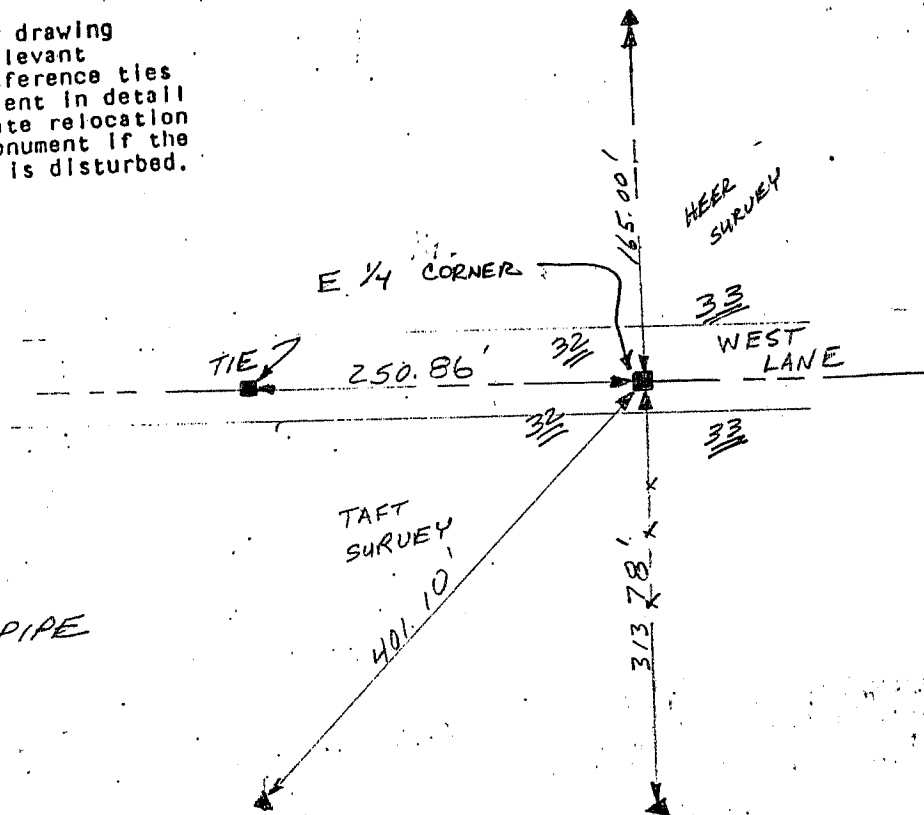 drawing
levant
ference ties
ent in detail
te relocation
nument if the
is disturbed.
165.00'
HEER
SURVEY
E 1/4 CORNER
33
WEST
LANE
32
TIE
250.86'
32
33
TAFT
SURVEY
401.10'
313.78'
PIPE